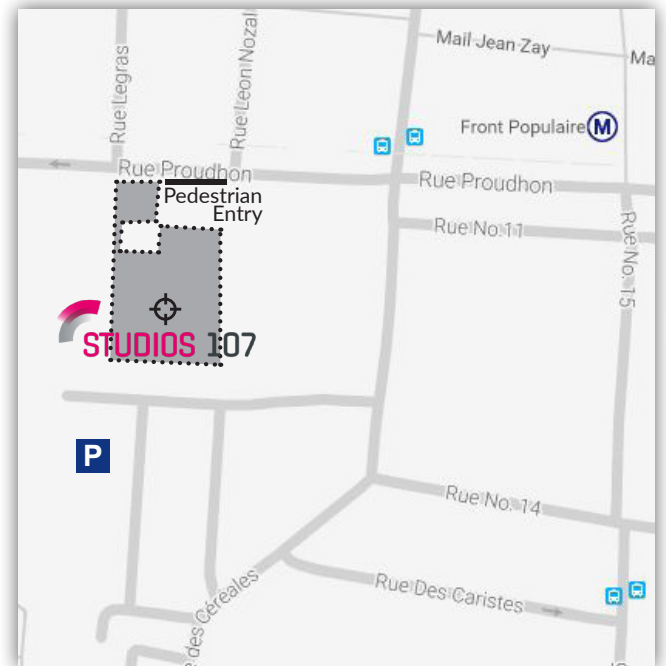 Mail Jean Zay
Ma
Rue Legras
Rue Leon Nozal
Front Populaire M
Rue Proudhon
Rue Proudhon
Pedestrian
Entry
Rue No.11
Rue No. 15
STUDIOS 107
P
Rue No. 14
des Céréales
Rue Des Caristes